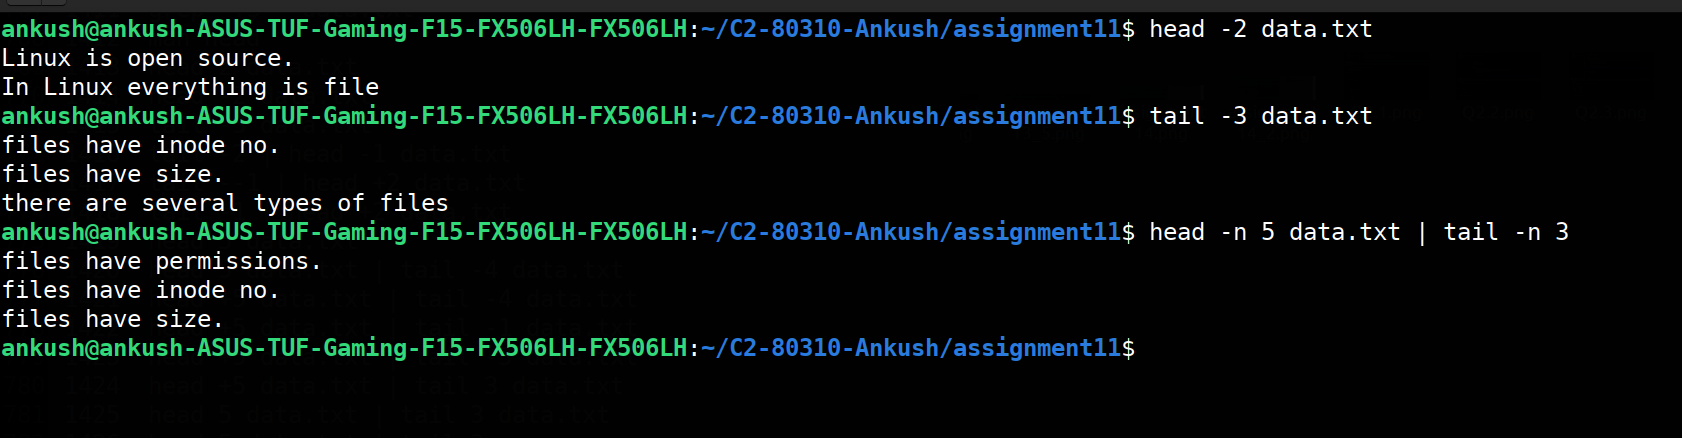 ankush@ankush-ASUS-TUF-Gaming-F15-FX506LH-FX506LH:~/C2-80310-Ankush/assignment11$ head -2 data.txt
Linux is open source.
In Linux everything is file
ankush@ankush-ASUS-TUF-Gaming-F15-FX506LH-FX506LH:~/C2-80310-Ankush/assignment11$ tail -3 data.txt
files have inode no.
files have size.
there are several types of files
ankush@ankush-ASUS-TUF-Gaming-F15-FX506LH-FX506LH:~/C2-80310-Ankush/assignment11$ head -n 5 data.txt | tail -n 3
files have permissions.
files have inode no.
files have size.
ankush@ankush-ASUS-TUF-Gaming-F15-FX506LH-FX506LH:~/C2-80310-Ankush/assignment11$